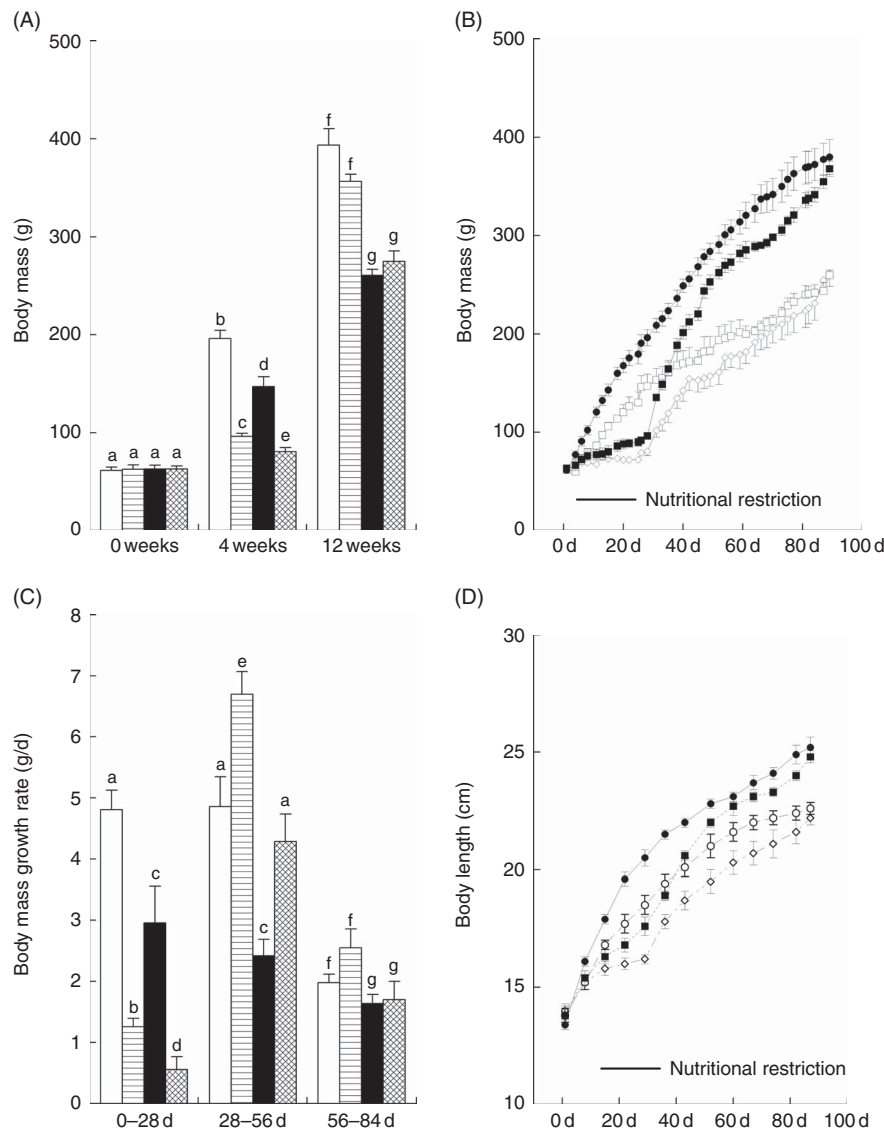 (A)
500
400
300
200
100
0
Body mass (g)
a a a a
b
c
d
e
f
f
g
g
0 weeks 4 weeks 12 weeks
(B)
500
400
300
200
100
0
Body mass (g)
Nutritional restriction
0 d 20 d 40 d 60 d 80 d 100 d
(C)
8
7
6
5
4
3
2
1
0
Body mass growth rate (g/d)
a
b
c
d
a
e
c
a
f
f
g
g
0–28 d 28–56 d 56–84 d
(D)
30
25
20
15
10
Body length (cm)
Nutritional restriction
0 d 20 d 40 d 60 d 80 d 100 d